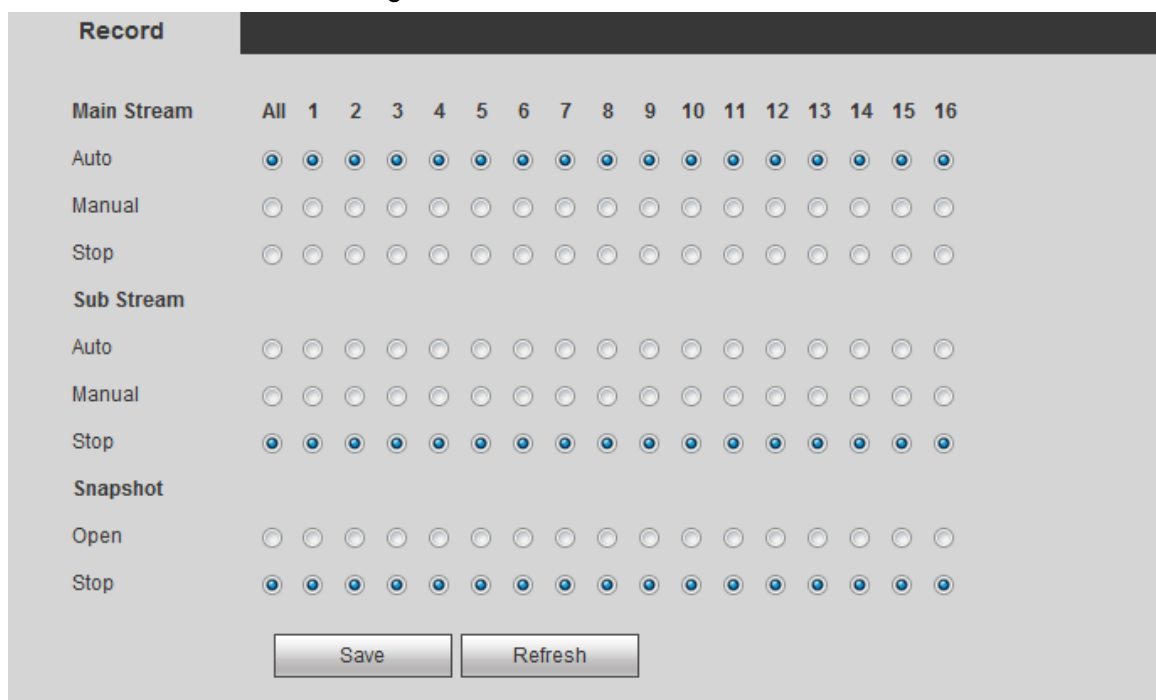 Record
Main Stream All 1 2 3 4 5 6 7 8 9 10 11 12 13 14 15 16
Auto
Manual
Stop
Sub Stream
Auto
Manual
Stop
Snapshot
Open
Stop
Save Refresh